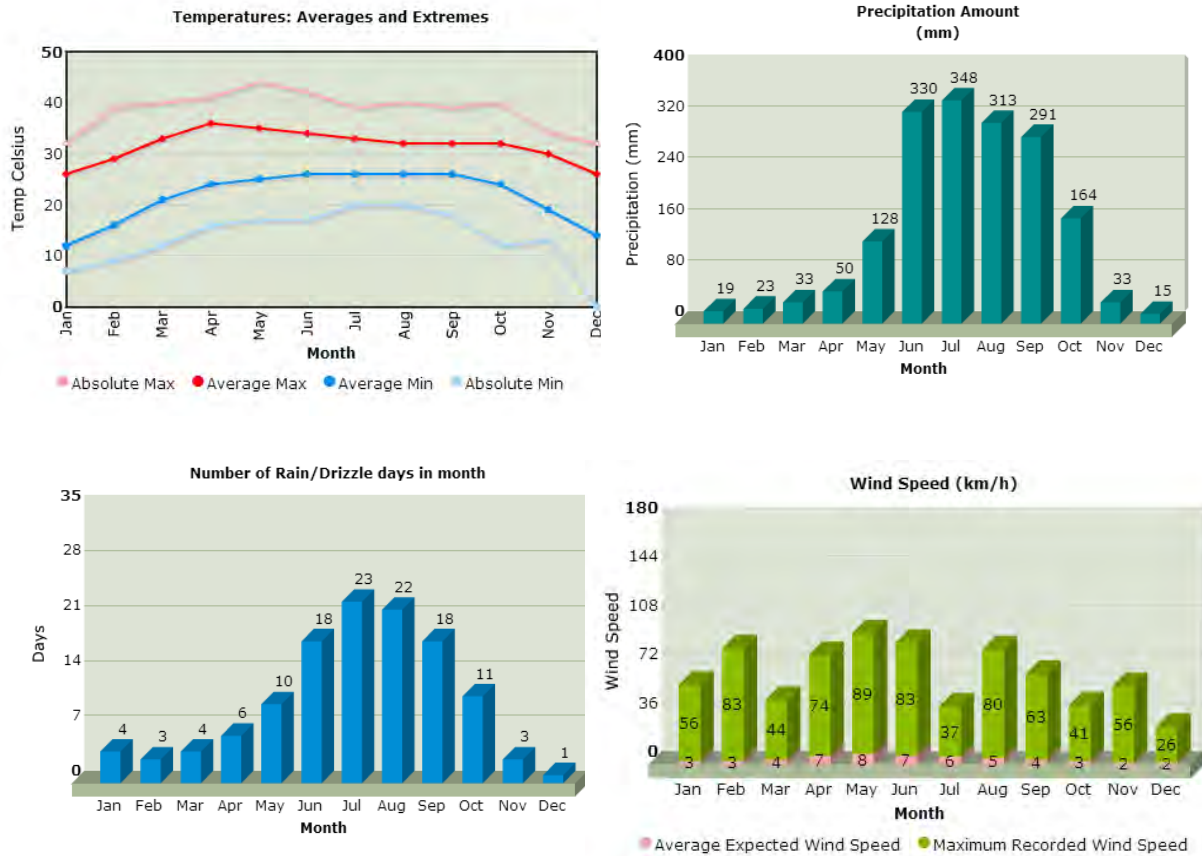 Temperatures: Averages and Extremes
50
40
30
20
10
0
Temp Celsius
Jan Feb Mar Apr May Jun Jul Aug Sep Oct Nov Dec
Month
Absolute Max Average Max Average Min Absolute Min
Precipitation Amount
(mm)
400
320
240
160
80
0
Precipitation (mm)
19 23 33 50 128 330 348 313 291 164 33 15
Jan Feb Mar Apr May Jun Jul Aug Sep Oct Nov Dec
Month
Number of Rain/Drizzle days in month
35
28
21
14
7
0
Days
4 3 4 6 10 18 23 22 18 11 3 1
Jan Feb Mar Apr May Jun Jul Aug Sep Oct Nov Dec
Month
Wind Speed (km/h)
180
144
108
72
36
0
Wind Speed
56 83 44 74 89 83 37 80 63 41 56 26
3 3 4 7 8 7 6 5 4 3 2 2
Jan Feb Mar Apr May Jun Jul Aug Sep Oct Nov Dec
Month
Average Expected Wind Speed Maximum Recorded Wind Speed